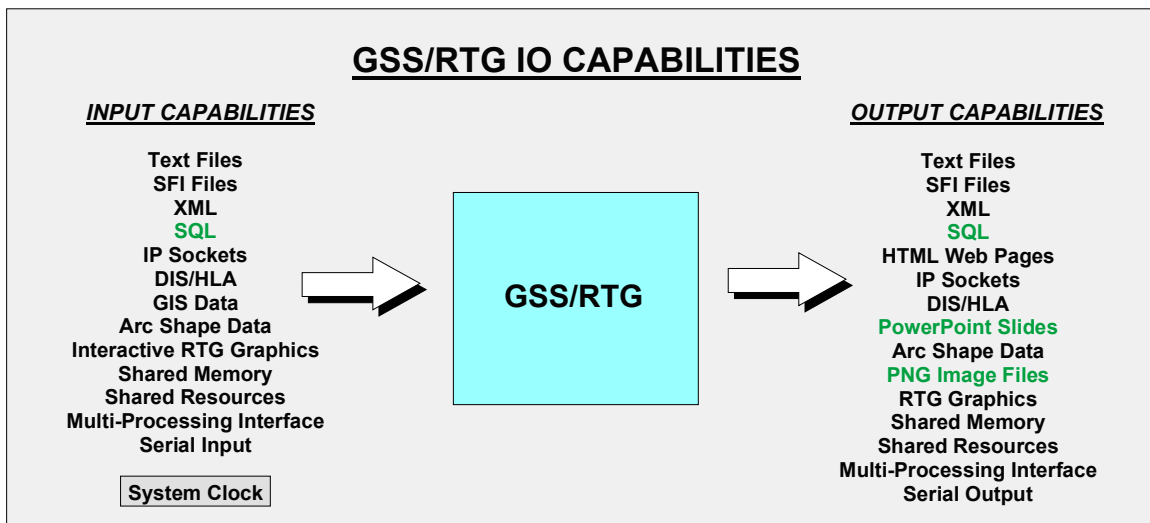 GSS/RTG IO CAPABILITIES
INPUT CAPABILITIES
Text Files
SFI Files
XML
SQL
IP Sockets
DIS/HLA
GIS Data
Arc Shape Data
Interactive RTG Graphics
Shared Memory
Shared Resources
Multi-Processing Interface
Serial Input
System Clock
GSS/RTG
OUTPUT CAPABILITIES
Text Files
SFI Files
XML
SQL
HTML Web Pages
IP Sockets
DIS/HLA
PowerPoint Slides
Arc Shape Data
PNG Image Files
RTG Graphics
Shared Memory
Shared Resources
Multi-Processing Interface
Serial Output